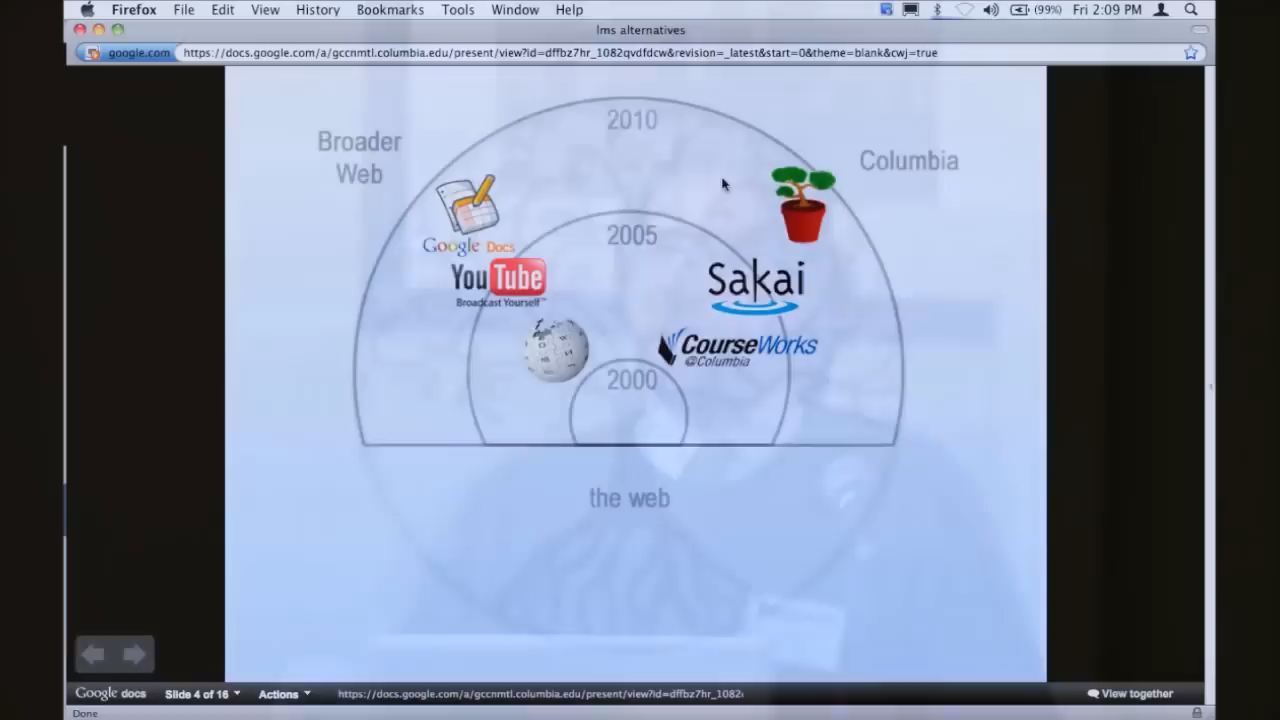 Firefox File Edit View History Bookmarks Tools Window Help (99%) Fri 2:09 PM
lms alternatives
google.com https://docs.google.com/a/gccnmtl.columbia.edu/present/view?id=dffbz7hr_1082qvdfdcw&revision=_latest&start=0&theme=blank&cwj=true
2010
Broader
Web
Columbia
Google Docs
2005
YouTube
Broadcast Yourself™
Sakai
CourseWorks
@Columbia
2000
the web
Google docs Slide 4 of 16 Actions https://docs.google.com/a/gccnmtl.columbia.edu/present/view?id=dffbz7hr_1082 View together
Done